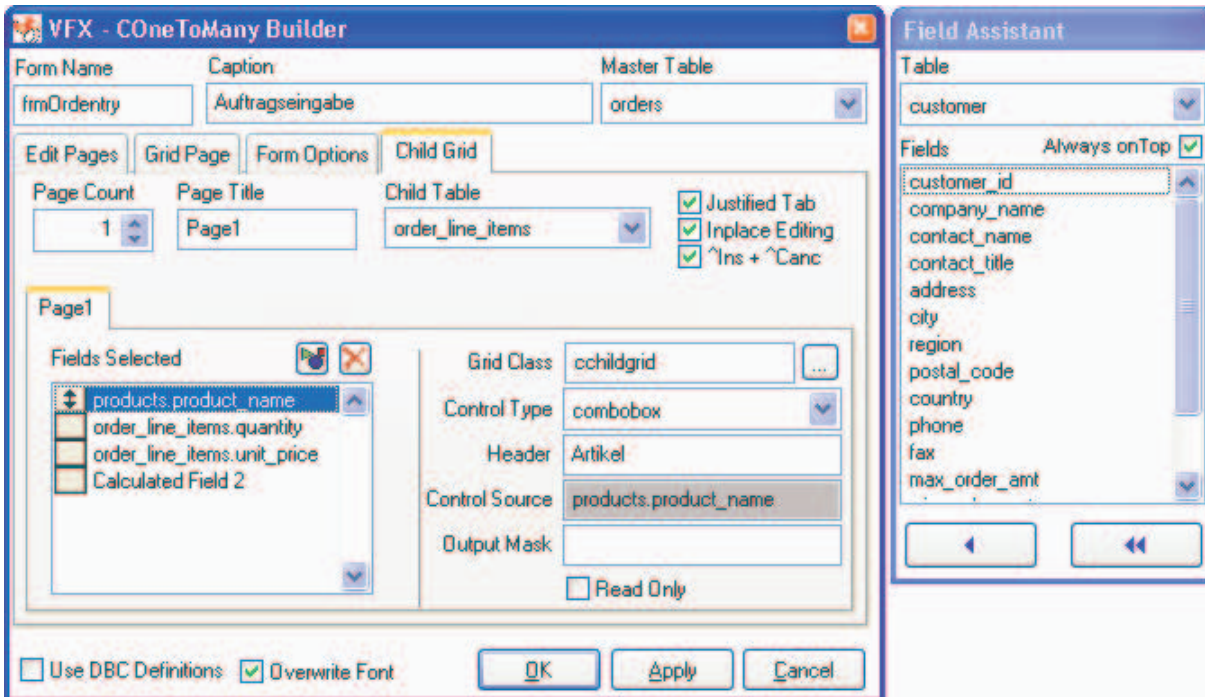 VFX - COneToMany Builder
Form Name Caption Master Table
frmOrdentry Auftragseingabe orders
Edit Pages Grid Page Form Options Child Grid
Page Count Page Title Child Table
1 Page1 order_line_items
Justified Tab
Inplace Editing
^Ins + ^Canc
Page1
Fields Selected
products.product_name
order_line_items.quantity
order_line_items.unit_price
Calculated Field 2
Grid Class cchildgrid ...
Control Type combobox
Header Artikel
Control Source products.product_name
Output Mask
Read Only
Use DBC Definitions Overwrite Font OK Apply Cancel
Field Assistant
Table
customer
Fields Always onTop
customer_id
company_name
contact_name
contact_title
address
city
region
postal_code
country
phone
fax
max_order_amt